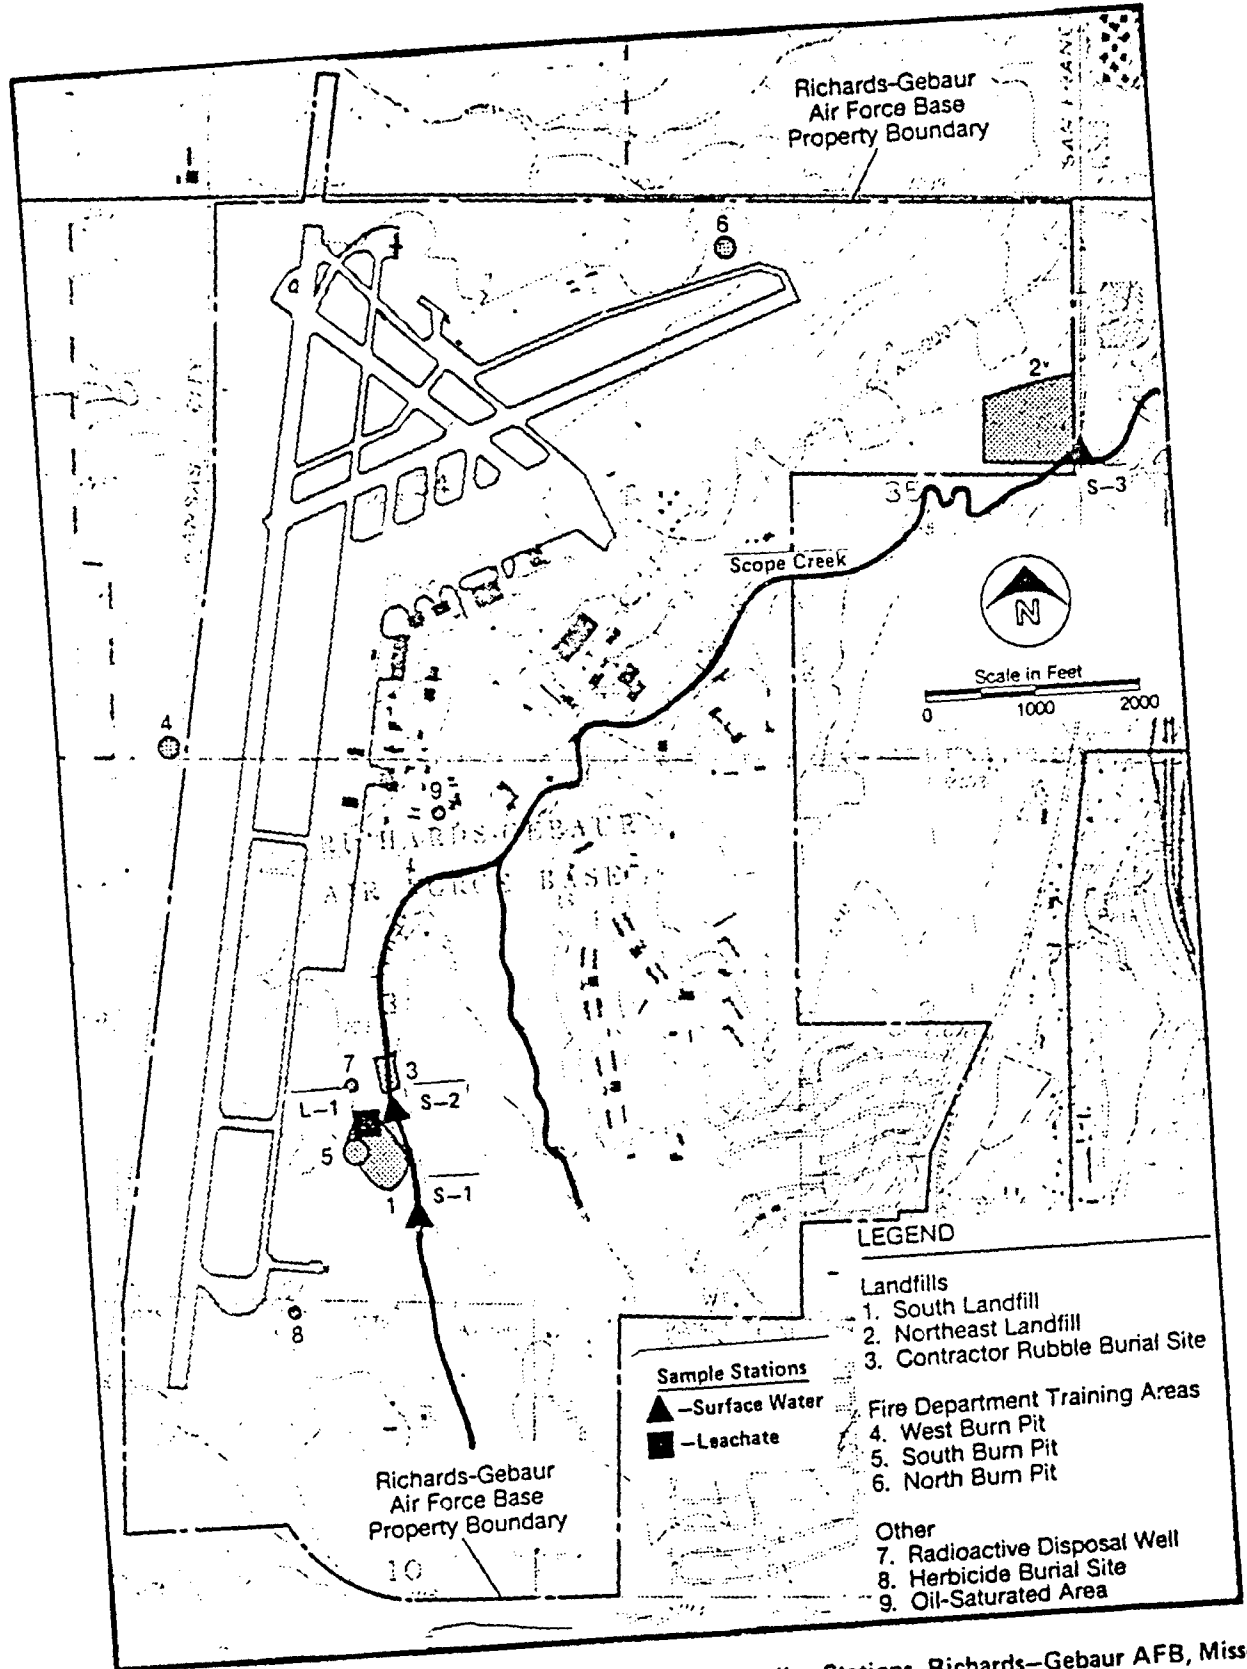 SAN FRANC
Richards-Gebaur
Air Force Base
Property Boundary
6
2
S-3
35
Scope Creek
N
Scale in Feet
0 1000 2000
4
9
RICHARDS-GEBAUR
AIR FORCE BASE
7
3
L-1
S-2
5
1
S-1
8
LEGEND
Landfills
1. South Landfill
2. Northeast Landfill
3. Contractor Rubble Burial Site
Fire Department Training Areas
4. West Burn Pit
5. South Burn Pit
6. North Burn Pit
Other
7. Radioactive Disposal Well
8. Herbicide Burial Site
9. Oil-Saturated Area
Sample Stations
-Surface Water
-Leachate
Richards-Gebaur
Air Force Base
Property Boundary
10
Stations, Richards-Gebaur AFB, Miss